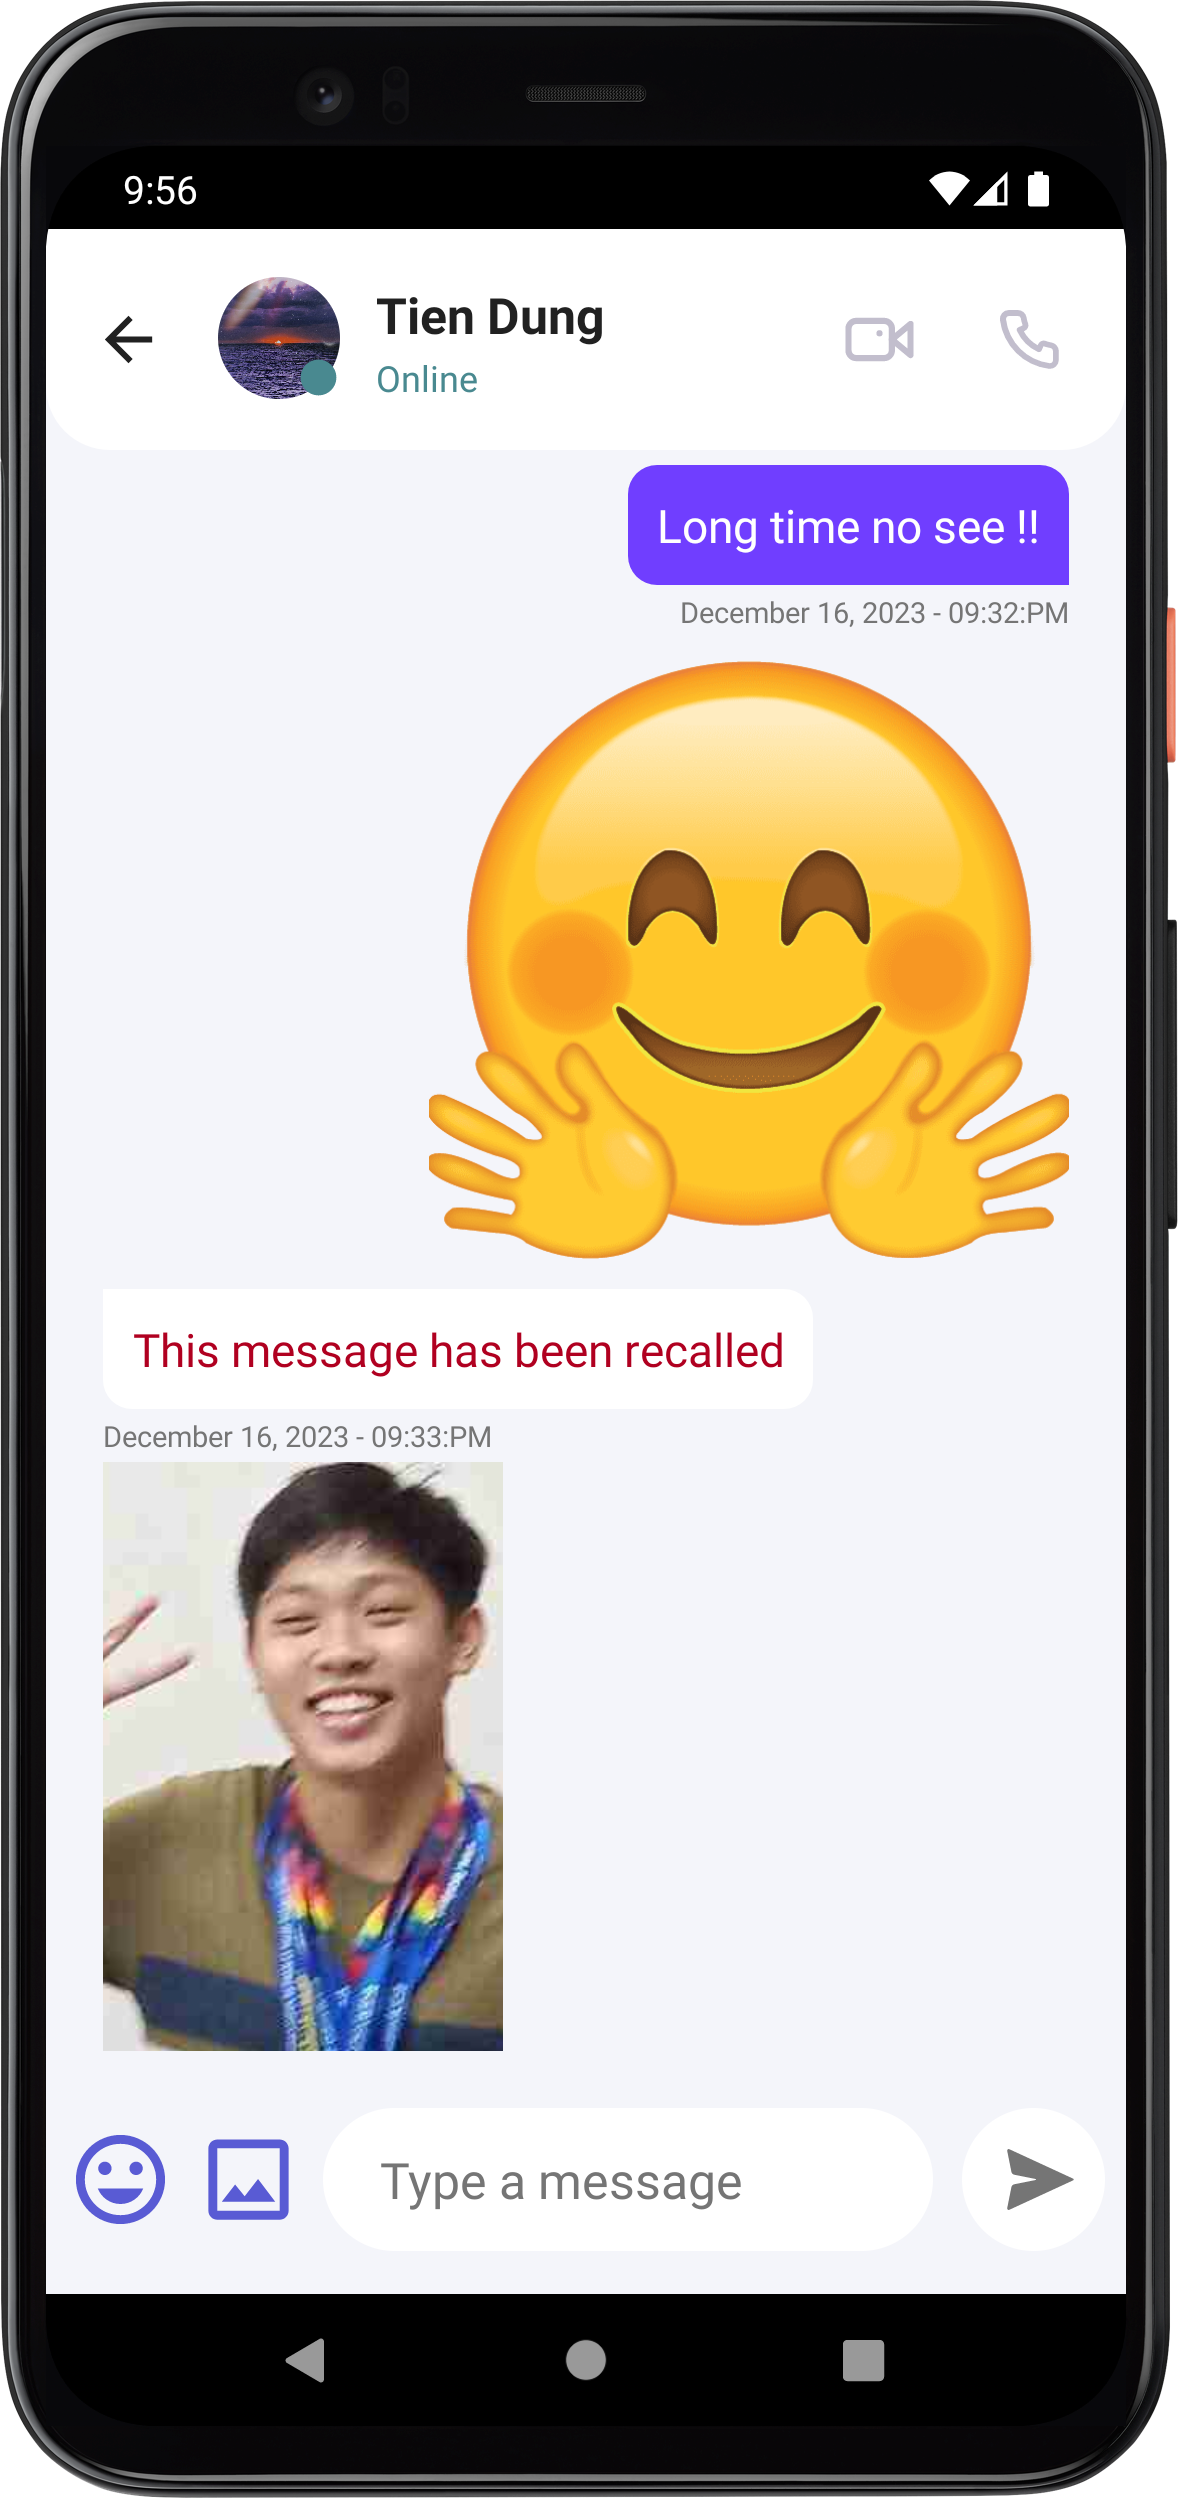 9:56
Tien Dung
Online
Long time no see !!
December 16, 2023 - 09:32:PM
This message has been recalled
December 16, 2023 - 09:33:PM
Type a message